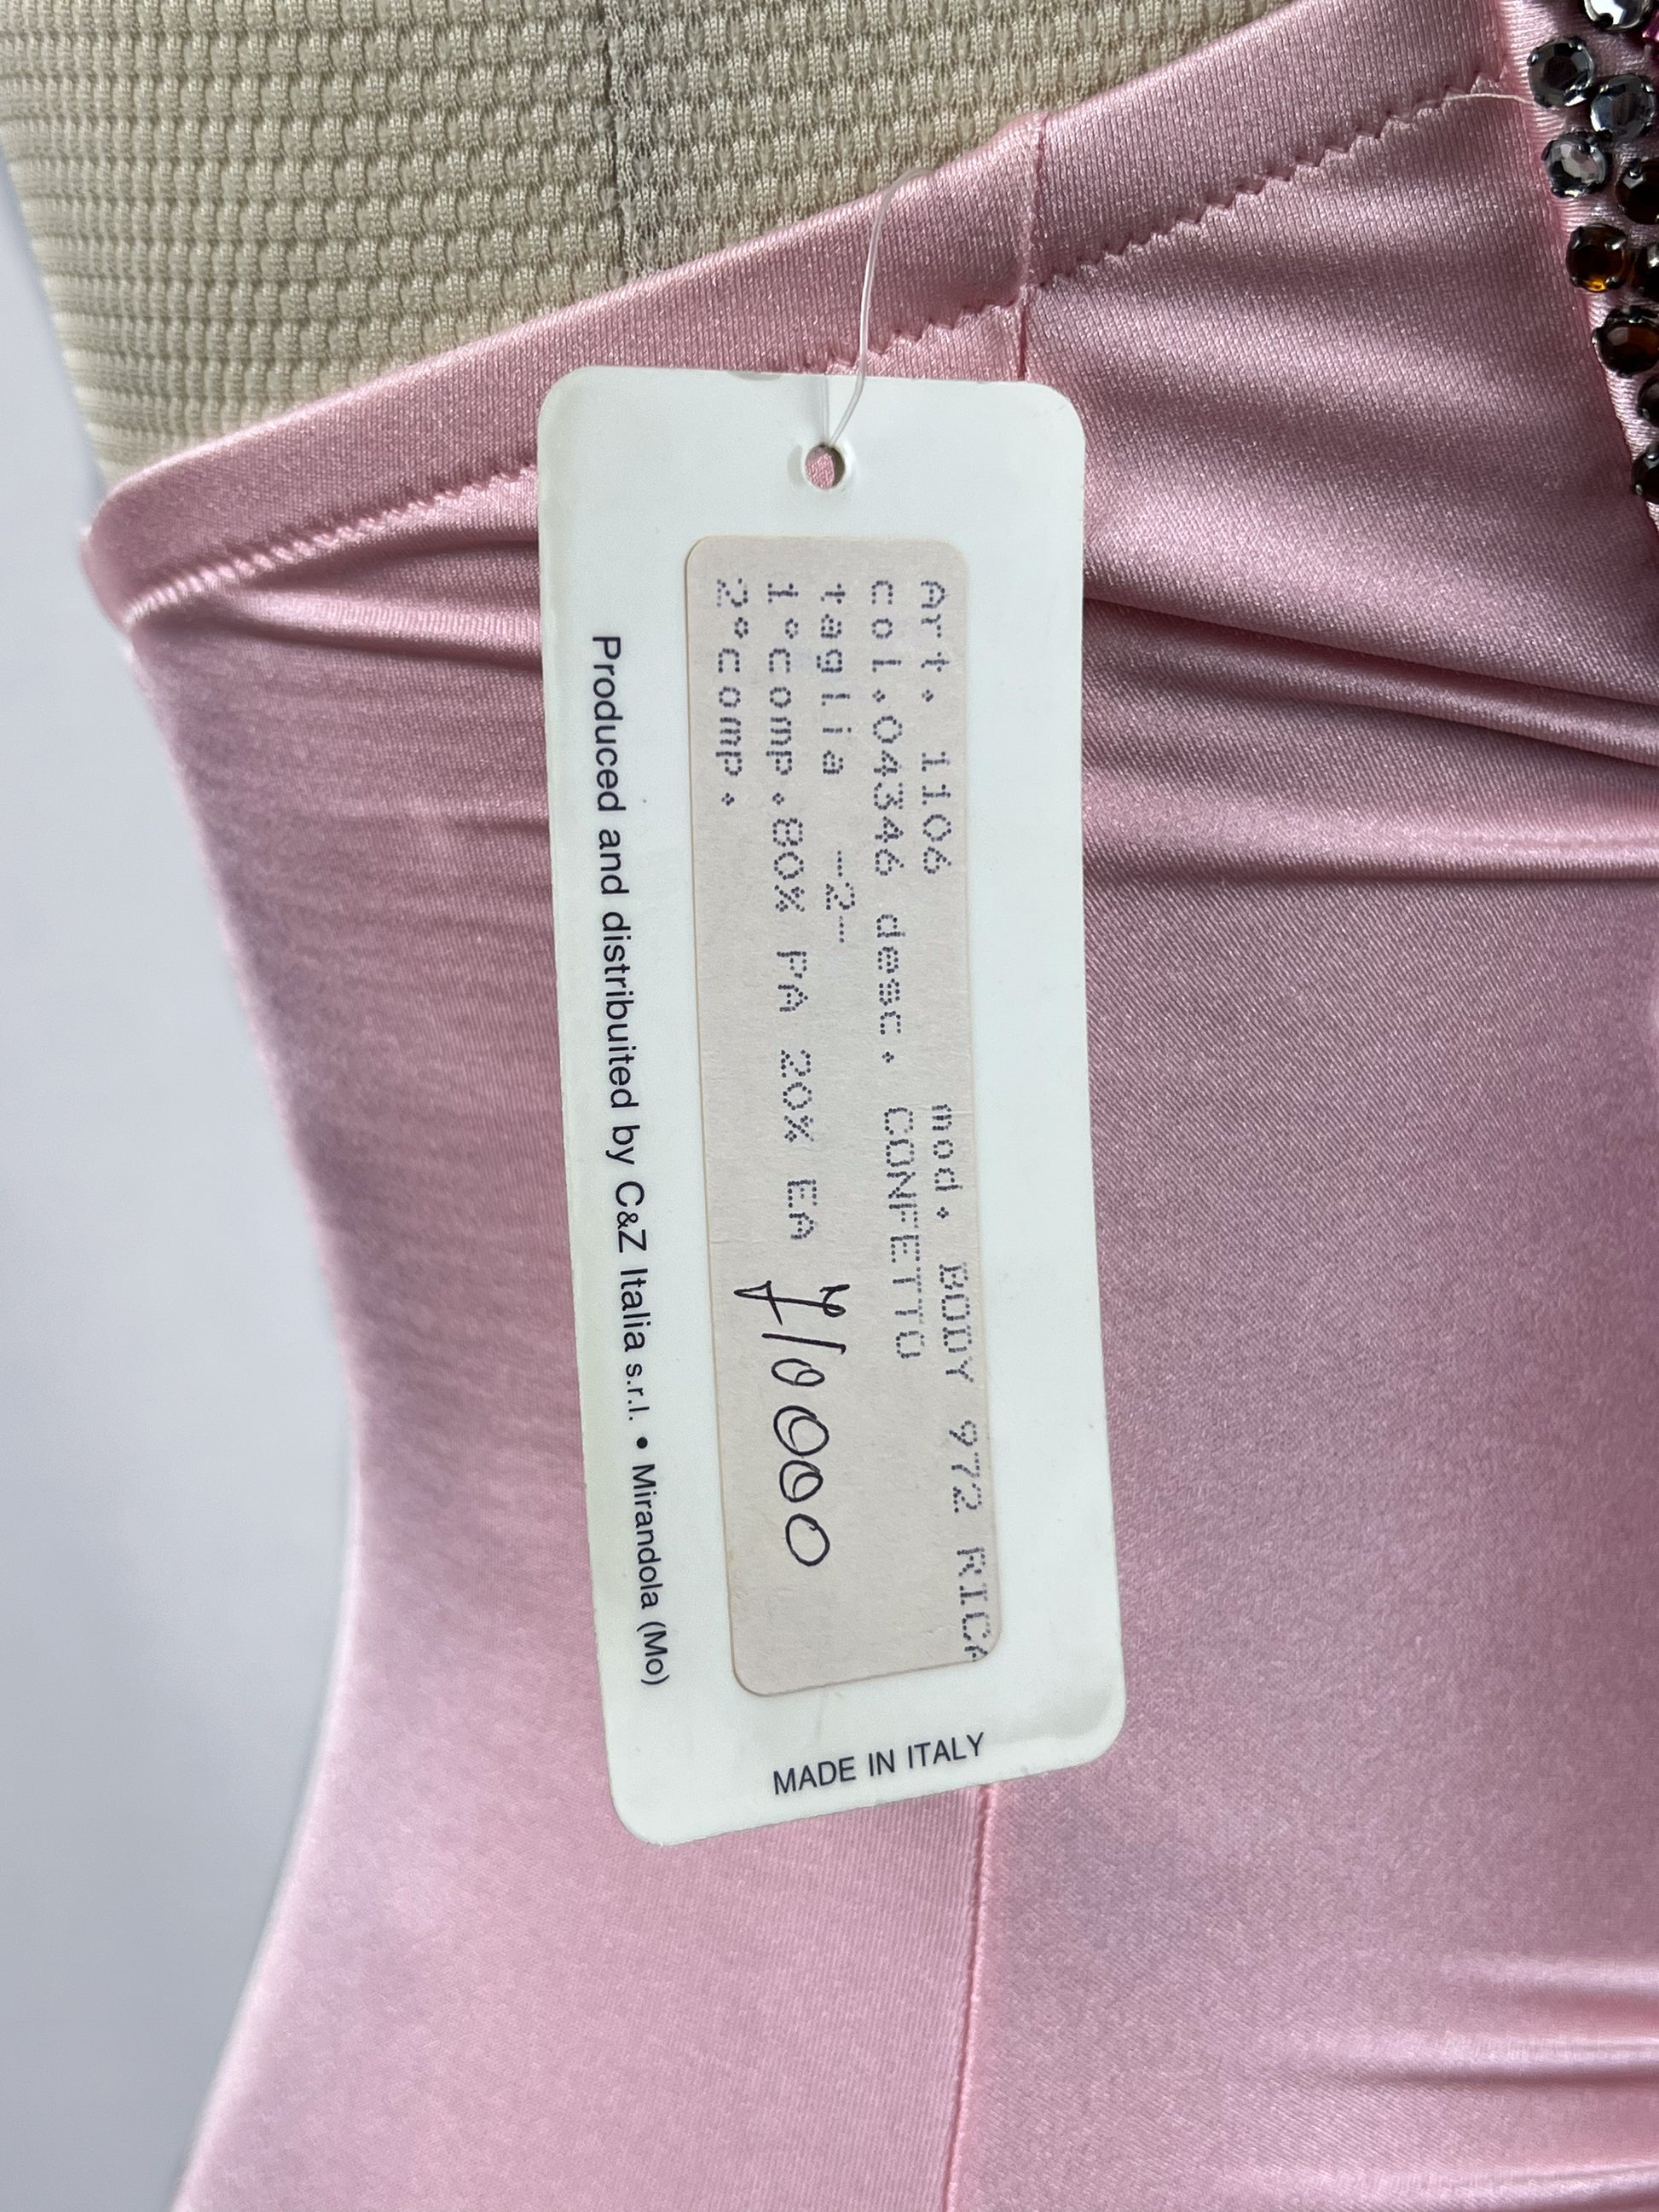 Art. 1106 mod. BODY 972 RICA
col.04346 desc. CONFETTO
taglia -2-
1°comp.80% PA 20% EA
2°comp.
710000
Produced and distribuited by C&Z Italia s.r.l. • Mirandola (Mo)
MADE IN ITALY